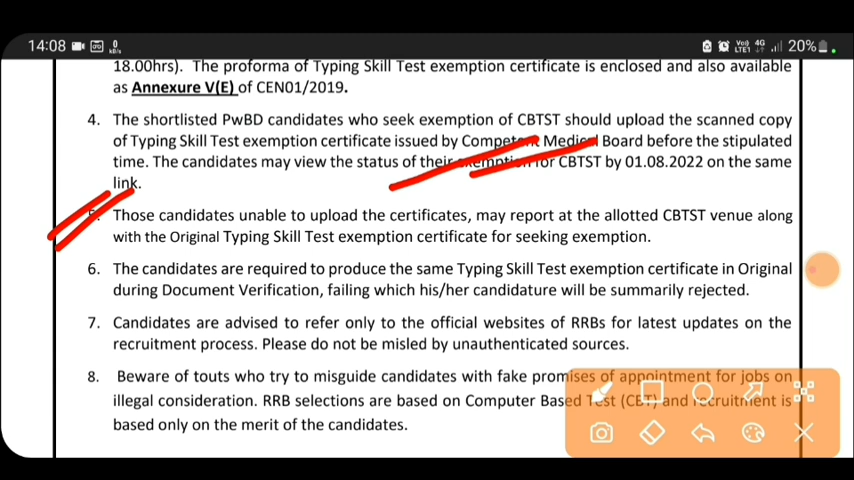 14:08
0
kB/s
Vo))
LTE1
4G
20%
18.00hrs). The proforma of Typing Skill Test exemption certificate is enclosed and also available
as Annexure V(E) of CEN01/2019.
4. The shortlisted PwBD candidates who seek exemption of CBTST should upload the scanned copy
of Typing Skill Test exemption certificate issued by Competent Medical Board before the stipulated
time. The candidates may view the status of their exemption for CBTST by 01.08.2022 on the same
link.
5. Those candidates unable to upload the certificates, may report at the allotted CBTST venue along
with the Original Typing Skill Test exemption certificate for seeking exemption.
6. The candidates are required to produce the same Typing Skill Test exemption certificate in Original
during Document Verification, failing which his/her candidature will be summarily rejected.
7. Candidates are advised to refer only to the official websites of RRBs for latest updates on the
recruitment process. Please do not be misled by unauthenticated sources.
8. Beware of touts who try to misguide candidates with fake promises of appointment for jobs on
illegal consideration. RRB selections are based on Computer Based Test (CBT) and recruitment is
based only on the merit of the candidates.